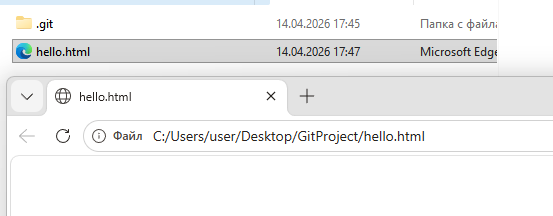 .git 14.04.2026 17:45 Папка с файла
hello.html 14.04.2026 17:47 Microsoft Edge
hello.html
Файл C:/Users/user/Desktop/GitProject/hello.html